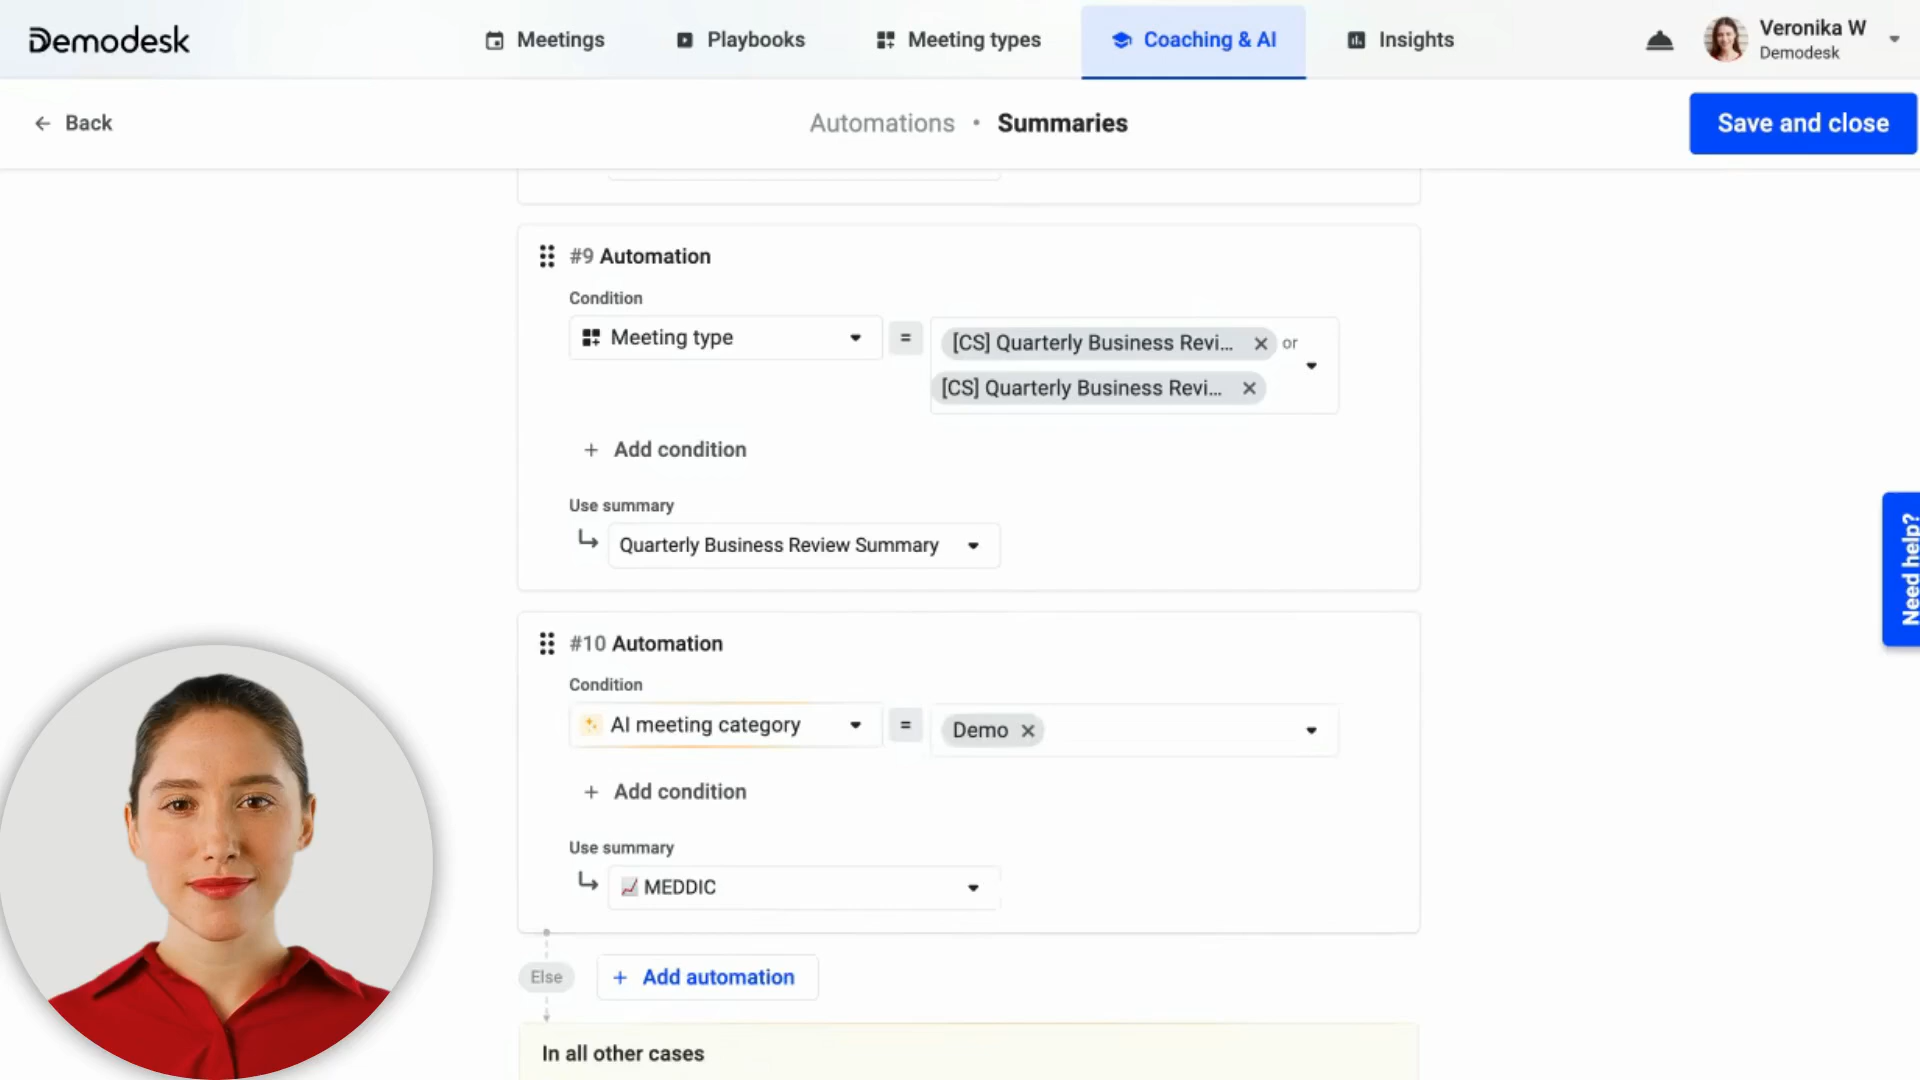 Demodesk
Meetings
Playbooks
Meeting types
Coaching & AI
Insights
Veronika W
Demodesk
Back
Automations • Summaries
Save and close
#9 Automation
Condition
Meeting type
=
[CS] Quarterly Business Revi... or
[CS] Quarterly Business Revi...
+ Add condition
Use summary
Quarterly Business Review Summary
Need help?
#10 Automation
Condition
AI meeting category
=
Demo
+ Add condition
Use summary
MEDDIC
Else
+ Add automation
In all other cases